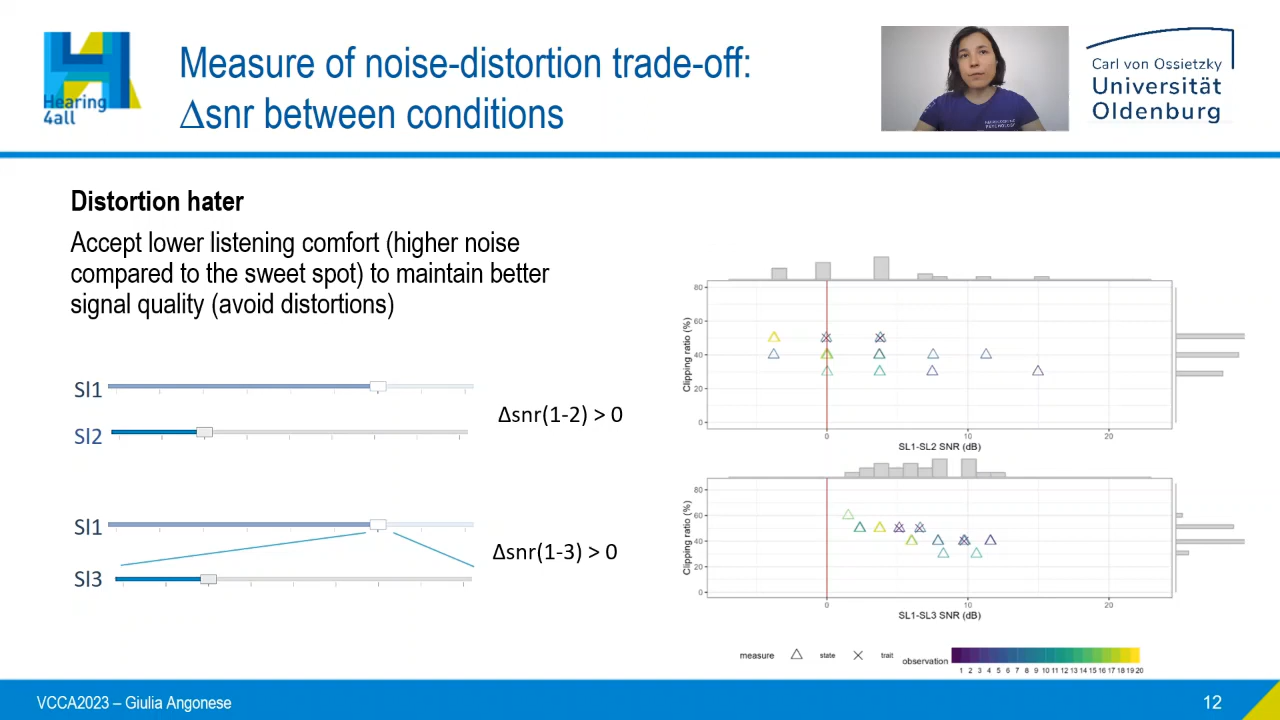 Hearing
4all
Measure of noise-distortion trade-off:
Δsnr between conditions
Carl von Ossietzky
Universität
Oldenburg
Distortion hater
Accept lower listening comfort (higher noise
compared to the sweet spot) to maintain better
signal quality (avoid distortions)
Sl1
Sl2
Δsnr(1-2) > 0
Sl1
Sl3
Δsnr(1-3) > 0
Clipping ratio (%)
80
60
40
20
0
0 10 20
SL1-SL2 SNR (dB)
Clipping ratio (%)
80
60
40
20
0
0 10 20
SL1-SL3 SNR (dB)
measure state trait observation
1 2 3 4 5 6 7 8 9 10 11 12 13 14 15 16 17 18 19 20
VCCA2023 – Giulia Angonese
12